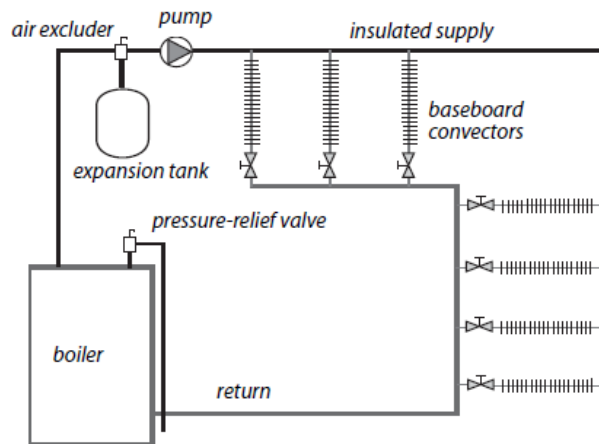 pump
air excluder
insulated supply
baseboard
convectors
expansion tank
pressure-relief valve
boiler
return